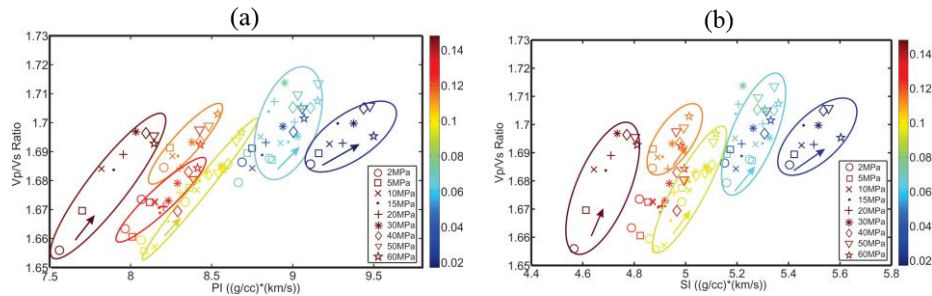 (a)
(b)
1.73
1.72
1.71
1.70
1.69
1.68
1.67
1.66
1.65
Vp/Vs Ratio
7.5
8
8.5
9
9.5
PI ((g/cc)*(km/s))
2MPa
5MPa
10MPa
15MPa
20MPa
30MPa
40MPa
50MPa
60MPa
0.14
0.12
0.10
0.08
0.06
0.04
0.02
1.73
1.72
1.71
1.70
1.69
1.68
1.67
1.66
1.65
Vp/Vs Ratio
4.4
4.6
4.8
5
5.2
5.4
5.6
5.8
SI ((g/cc)*(km/s))
2MPa
5MPa
10MPa
15MPa
20MPa
30MPa
40MPa
50MPa
60MPa
0.14
0.12
0.10
0.08
0.06
0.04
0.02